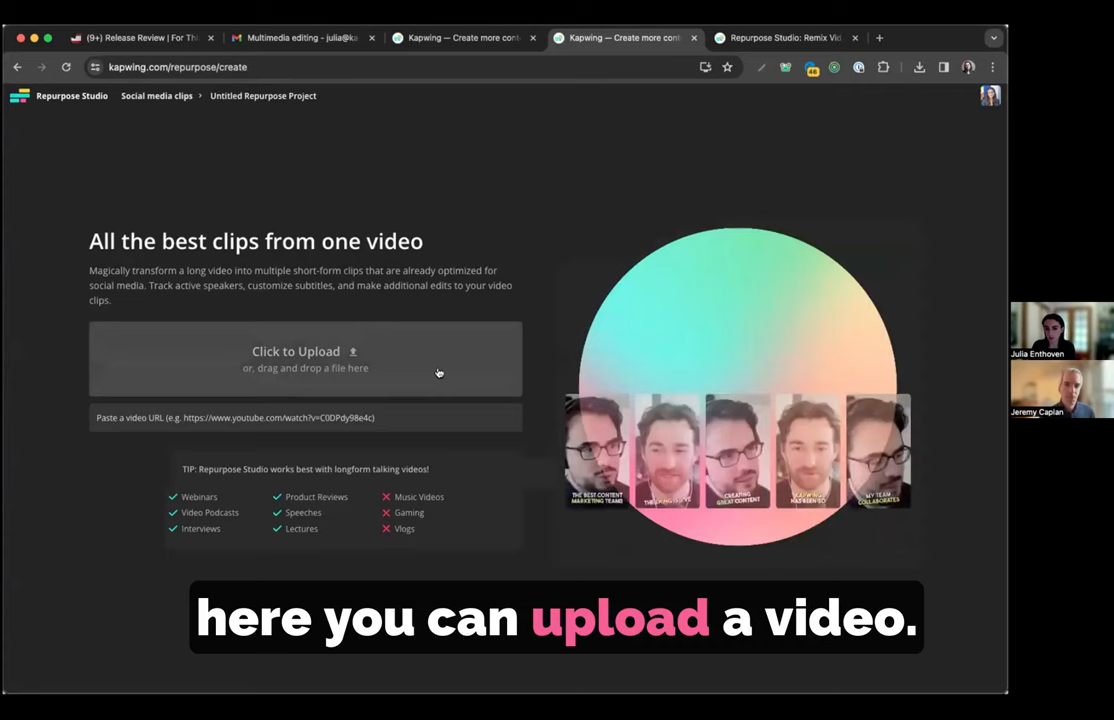 (9+) Release Review | For Thi
Multimedia editing - julia@ka
Kapwing — Create more cont
Kapwing — Create more cont
Repurpose Studio: Remix Vid
kapwing.com/repurpose/create
46
Repurpose Studio Social media clips > Untitled Repurpose Project
All the best clips from one video
Magically transform a long video into multiple short-form clips that are already optimized for
social media. Track active speakers, customize subtitles, and make additional edits to your video
clips.
Click to Upload
or, drag and drop a file here
Paste a video URL (e.g. https://www.youtube.com/watch?v=C0DPdy98e4c)
TIP: Repurpose Studio works best with longform talking videos!
Webinars Product Reviews Music Videos
Video Podcasts Speeches Gaming
Interviews Lectures Vlogs
THE BEST CONTENT
MARKETING TEAMS
CREATING
GREAT CONTENT
KAPWING
HAS BEEN SO
MY TEAM
COLLABORATES
Julia Enthoven
Jeremy Caplan
here you can upload a video.